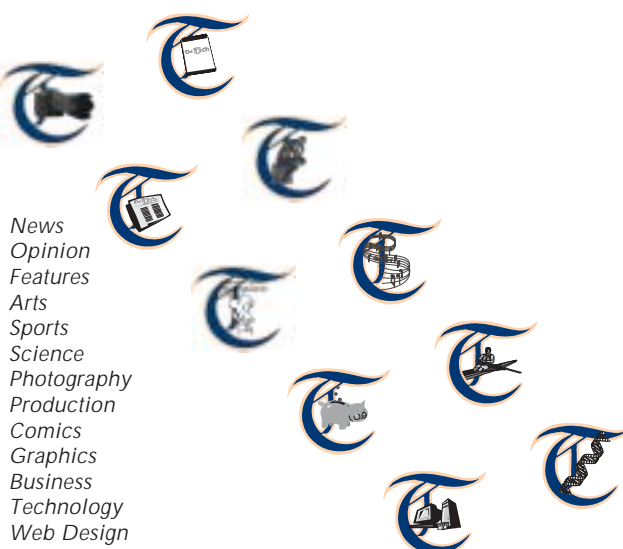 News
Opinion
Features
Arts
Sports
Science
Photography
Production
Comics
Graphics
Business
Technology
Web Design